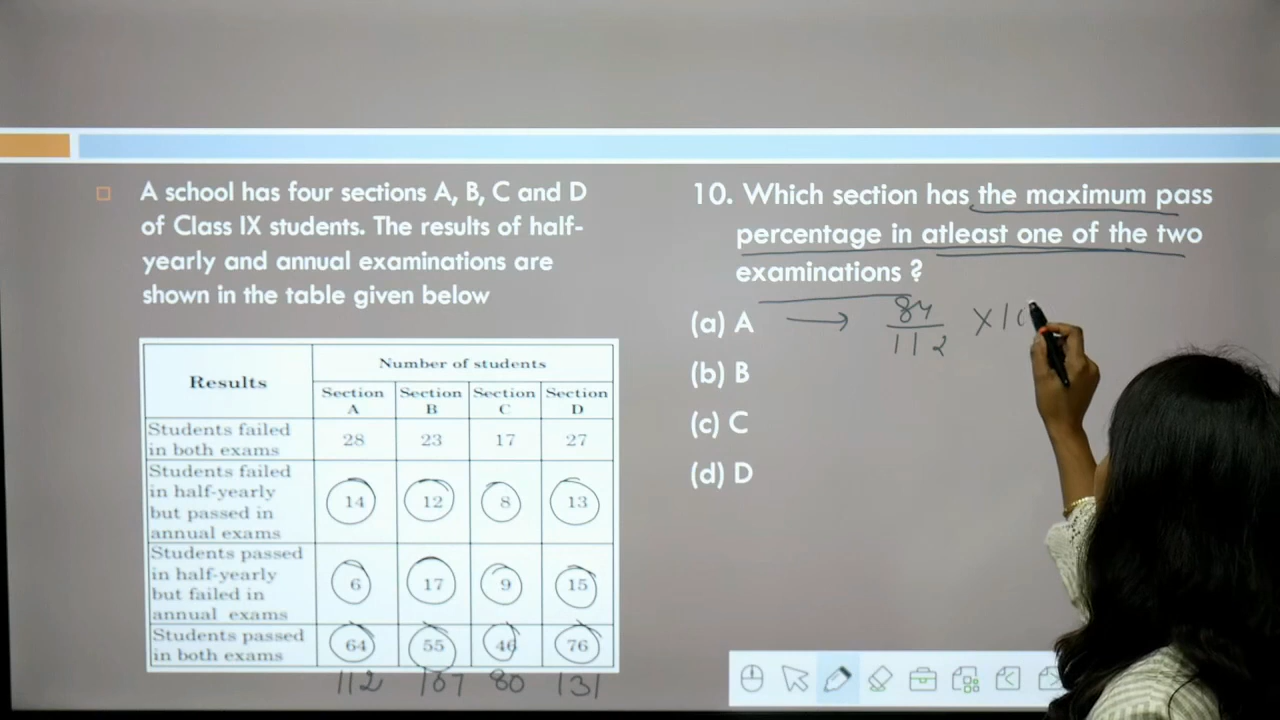 A school has four sections A, B, C and D
of Class IX students. The results of half-
yearly and annual examinations are
shown in the table given below
Results Number of students
Section A Section B Section C Section D
Students failed in both exams 28 23 17 27
Students failed in half-yearly but passed in annual exams 14 12 8 13
Students passed in half-yearly but failed in annual exams 6 17 9 15
Students passed in both exams 64 55 46 76
112 107 80 131
10. Which section has the maximum pass
percentage in atleast one of the two
examinations ?
(a) A → 84/112 × 10
(b) B
(c) C
(d) D